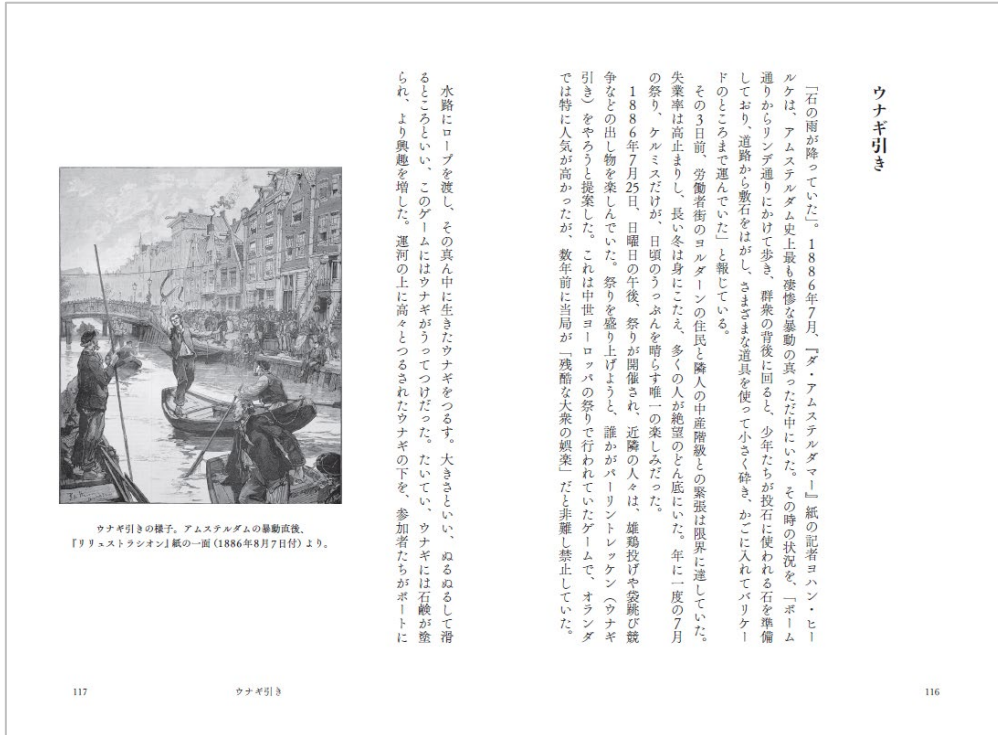 ウナギ引き
「石の雨が降っていた」。1886年7月、『ダ・アムステルダマー』紙の記者ヨハン・ヒー
ルケは、アムステルダム史上最も凄惨な暴動の真っただ中にいた。その時の状況を、「ボーム
通りからリンデ通りにかけて歩き、群衆の背後に回ると、少年たちが投石に使われる石を準備
しており、道路から敷石をはがし、さまざまな道具を使って小さく砕き、かごに入れてバリケー
ドのところまで運んでいた」と報じている。
その3日前、労働者街のヨルダーンの住民と隣人の中産階級との緊張は限界に達していた。
失業率は高止まりし、長い冬は身にこたえ、多くの人が絶望のどん底にいた。年に一度の7月
の祭り、ケルミスだけが、日頃のうっぷんを晴らす唯一の楽しみだった。
1886年7月25日、日曜日の午後、祭りが開催され、近隣の人々は、雄鶏投げや袋跳び競
争などの出し物を楽しんでいた。祭りを盛り上げようと、誰かがパーリントレッケン（ウナギ
引き）をやろうと提案した。これは中世ヨーロッパの祭りで行われていたゲームで、オランダ
では特に人気が高かったが、数年前に当局が「残酷な大衆の娯楽」だと非難し禁止していた。
116
水路にロープを渡し、その真ん中に生きたウナギをつるす。大きさといい、ぬるぬるして滑
るところといい、このゲームにはウナギがうってつけだった。たいてい、ウナギには石鹸が塗
られ、より興趣を増した。運河の上に高々とつるされたウナギの下を、参加者たちがボートに
ウナギ引きの様子。アムステルダムの暴動直後、
『リリュストラシオン』紙の一面（1886年8月7日付）より。
ウナギ引き
117